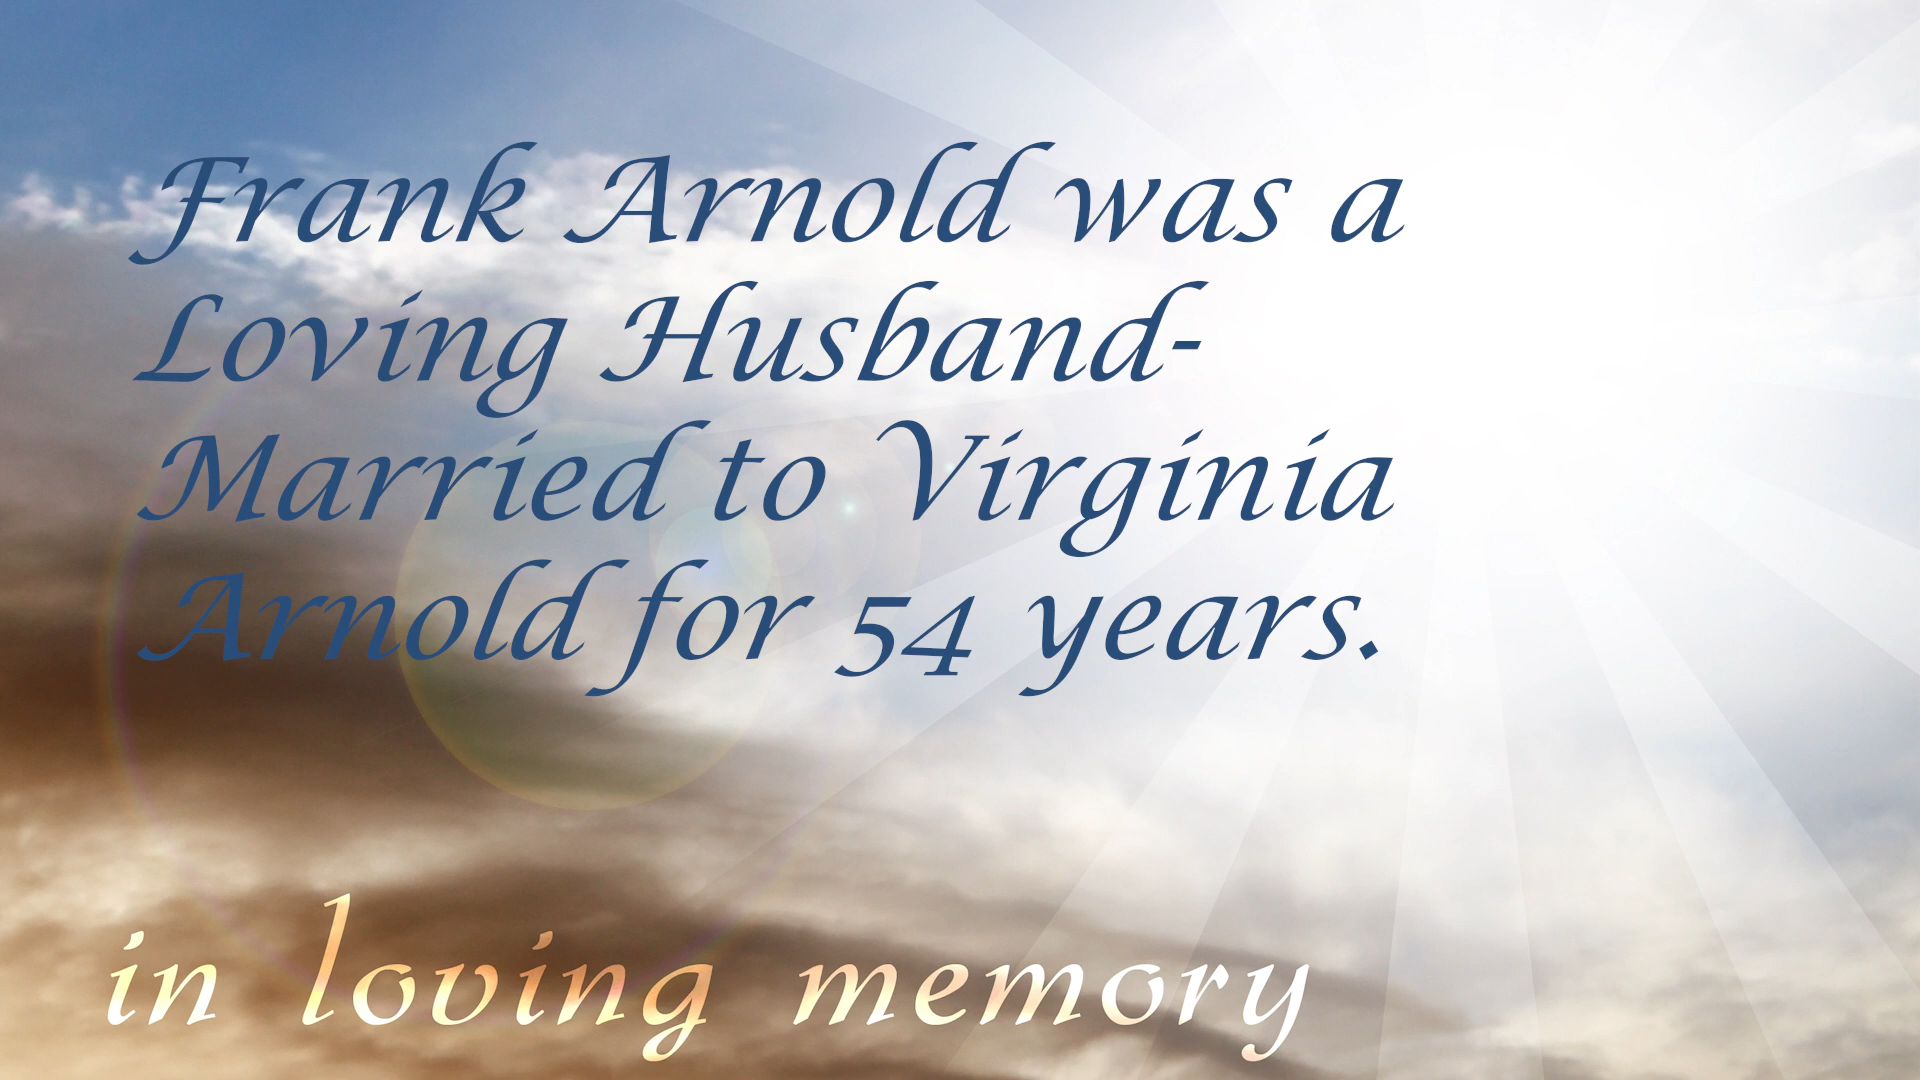 Frank Arnold was a
Loving Husband-
Married to Virginia
Arnold for 54 years.
in loving memory